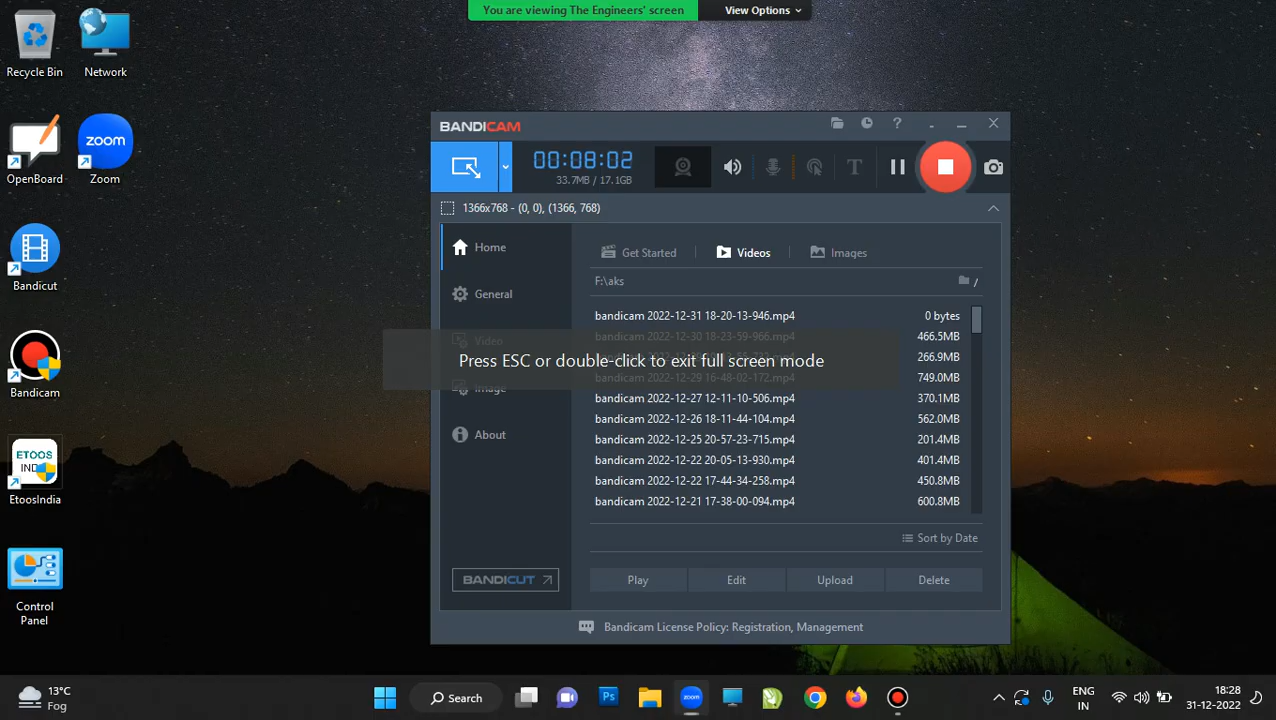 You are viewing The Engineers' screen
View Options
Recycle Bin
Network
OpenBoard
zoom
Zoom
Bandicut
Bandicam
ETOOS
INDIA
EtoosIndia
Control
Panel
BANDICAM
00:08:02
33.7MB / 17.1GB
1366x768 - (0, 0), (1366, 768)
Home
General
Video
Image
About
BANDICUT
Get Started
Videos
Images
F:\aks
/
bandicam 2022-12-31 18-20-13-946.mp4 0 bytes
bandicam 2022-12-30 18-23-59-966.mp4 466.5MB
266.9MB
Press ESC or double-click to exit full screen mode
bandicam 2022-12-29 16-48-02-172.mp4 749.0MB
bandicam 2022-12-27 12-11-10-506.mp4 370.1MB
bandicam 2022-12-26 18-11-44-104.mp4 562.0MB
bandicam 2022-12-25 20-57-23-715.mp4 201.4MB
bandicam 2022-12-22 20-05-13-930.mp4 401.4MB
bandicam 2022-12-22 17-44-34-258.mp4 450.8MB
bandicam 2022-12-21 17-38-00-094.mp4 600.8MB
Sort by Date
Play
Edit
Upload
Delete
Bandicam License Policy: Registration, Management
13°C
Fog
Search
Ps
zoom
ENG
IN
18:28
31-12-2022